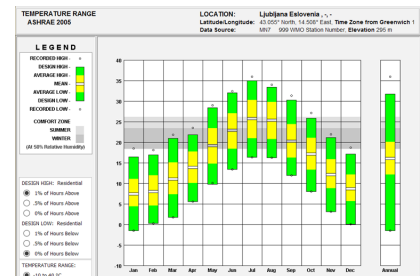 TEMPERATURE RANGE
ASHRAE 2005
LOCATION: Ljubljana Eslovenia , -, -
Latitude/Longitude: 43.055° North, 14.508° East, Time Zone from Greenwich 1
Data Source: MN7 999 WMO Station Number, Elevation 295 m
LEGEND
RECORDED HIGH -
DESIGN HIGH -
AVERAGE HIGH -
MEAN -
AVERAGE LOW -
DESIGN LOW -
RECORDED LOW -
COMFORT ZONE
SUMMER
WINTER
(At 50% Relative Humidity)
DESIGN HIGH: Residential
1% of Hours Above
.5% of Hours Above
0% of Hours Above
DESIGN LOW: Residential
1% of Hours Below
.5% of Hours Below
0% of Hours Below
TEMPERATURE RANGE:
-10 to 40 °C
40
35
30
25
20
15
10
5
0
-5
-10
Jan Feb Mar Apr May Jun Jul Aug Sep Oct Nov Dec Annual